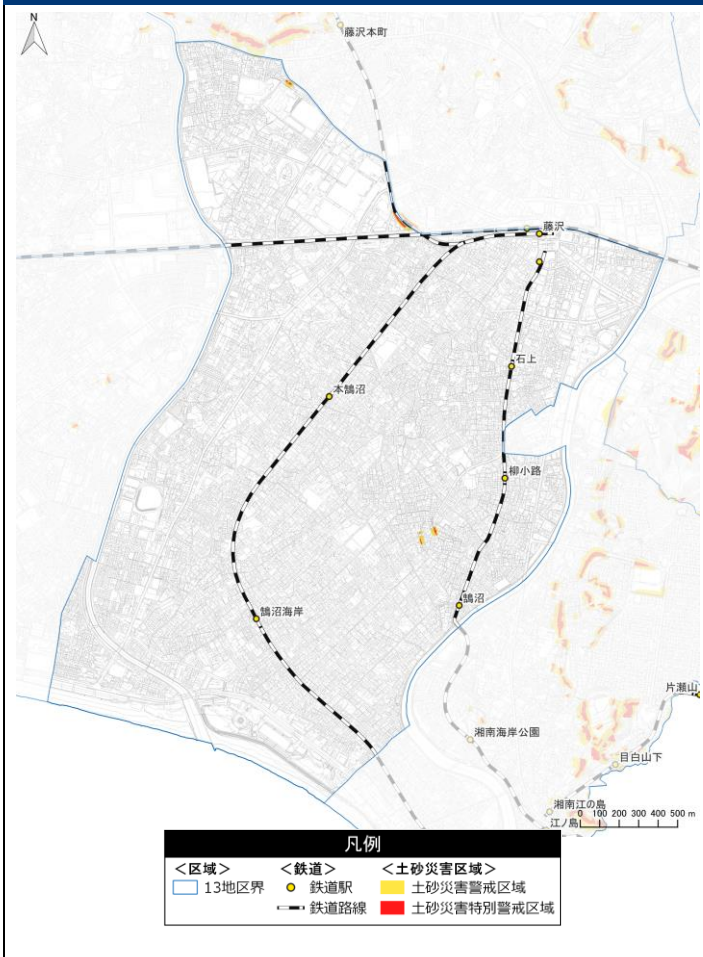 N
藤沢本町
藤沢
石上
本鵠沼
柳小路
鵠沼
鵠沼海岸
片瀬山
湘南海岸公園
目白山下
湘南江の島
江ノ島
0 100 200 300 400 500 m
凡例
＜区域＞ ＜鉄道＞ ＜土砂災害区域＞
13地区界 鉄道駅 土砂災害警戒区域
鉄道路線 土砂災害特別警戒区域